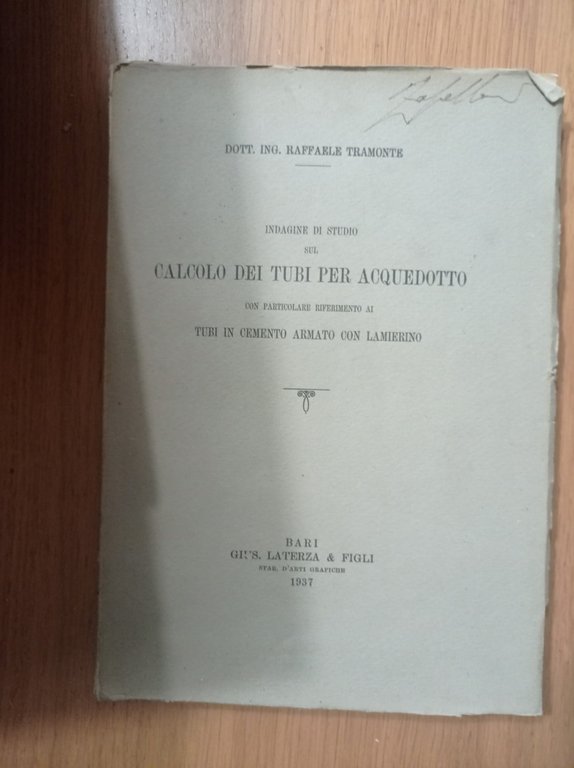 DOTT. ING. RAFFAELE TRAMONTE
INDAGINE DI STUDIO
SUL
CALCOLO DEI TUBI PER ACQUEDOTTO
CON PARTICOLARE RIFERIMENTO AI
TUBI IN CEMENTO ARMATO CON LAMIERINO
BARI
GIUS. LATERZA & FIGLI
STAB. D'ARTI GRAFICHE
1937